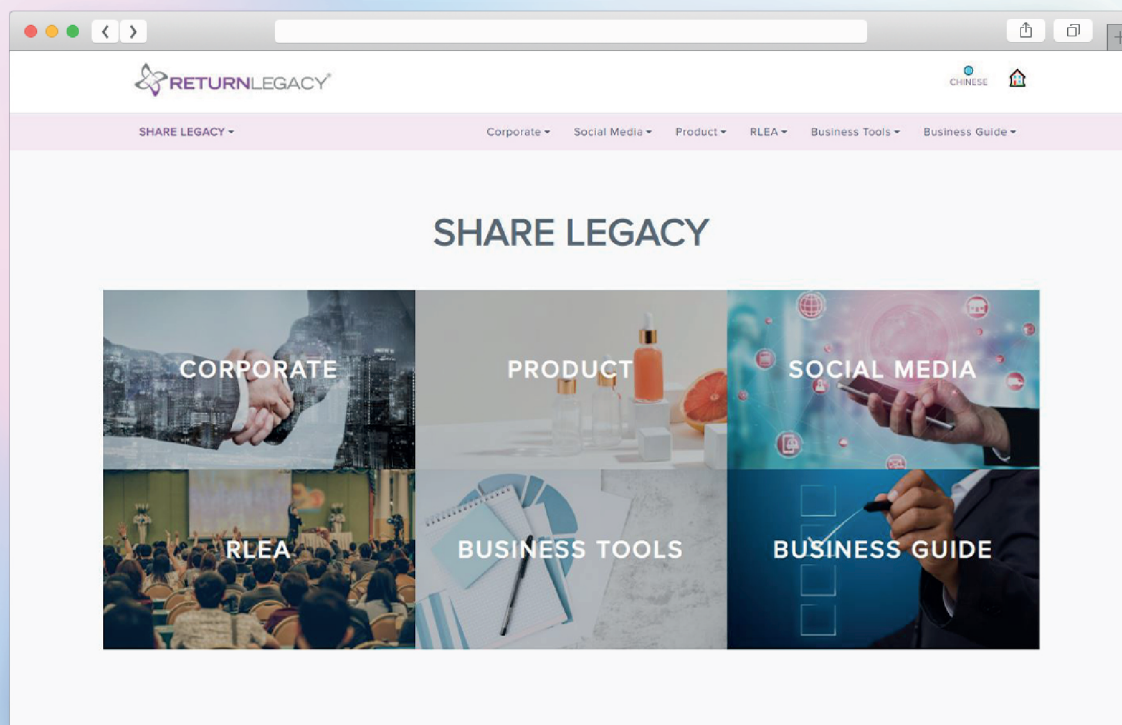 RETURNLEGACY®
CHINESE
SHARE LEGACY
Corporate Social Media Product RLEA Business Tools Business Guide
SHARE LEGACY
CORPORATE PRODUCT SOCIAL MEDIA
RLEA BUSINESS TOOLS BUSINESS GUIDE